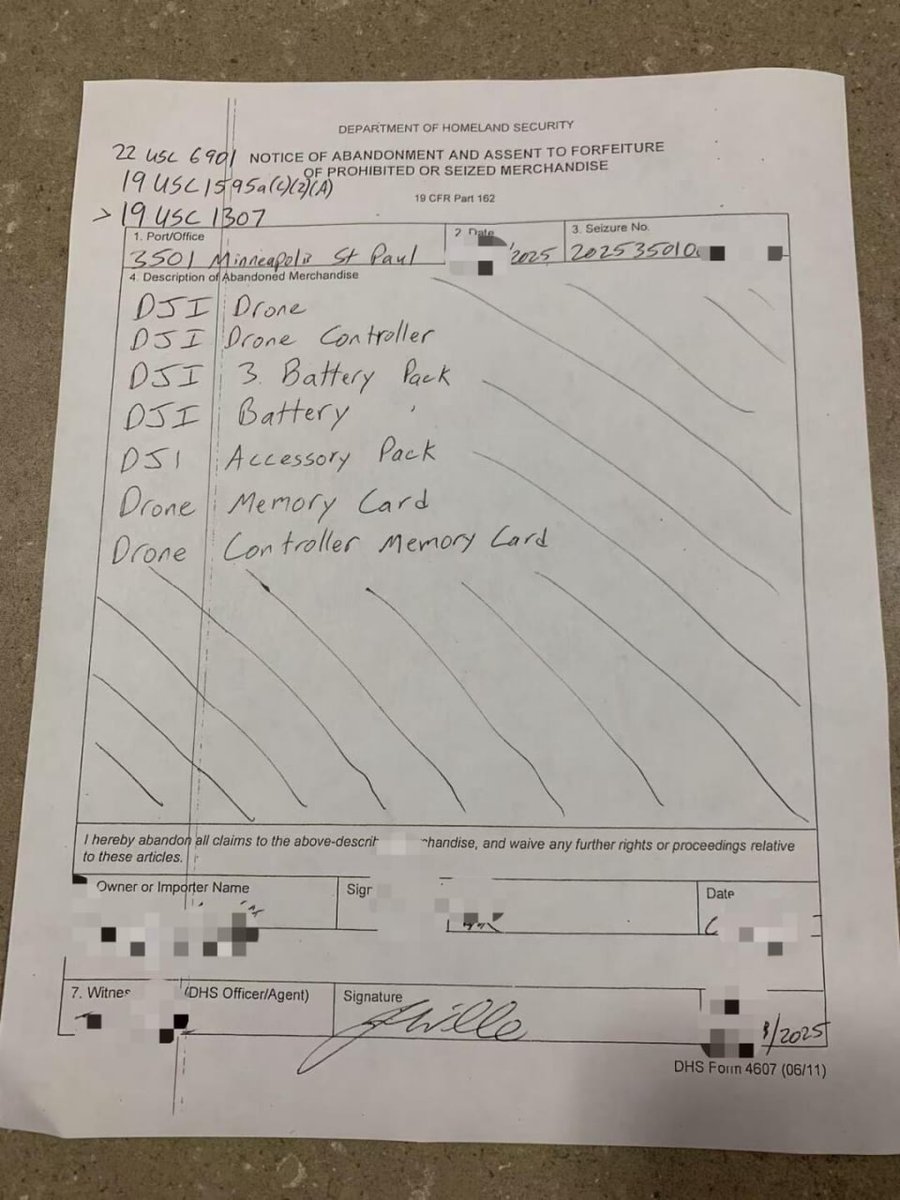 DEPARTMENT OF HOMELAND SECURITY
22 USC 6901 NOTICE OF ABANDONMENT AND ASSENT TO FORFEITURE
OF PROHIBITED OR SEIZED MERCHANDISE
19 USC 1595a(c)(2)(A)
19 CFR Part 162
> 19 USC 1307
1. Port/Office 2 Date 3. Seizure No.
3501 Minneapolis St Paul /2025 202535010
4. Description of Abandoned Merchandise
DJI Drone
DJI Drone Controller
DJI 3. Battery Pack
DJI Battery
DJI Accessory Pack
Drone Memory Card
Drone Controller Memory Card
I hereby abandon all claims to the above-descri handise, and waive any further rights or proceedings relative
to these articles.
Owner or Importer Name Sign Date
7. Witnes (DHS Officer/Agent) Signature
/2025
DHS Form 4607 (06/11)